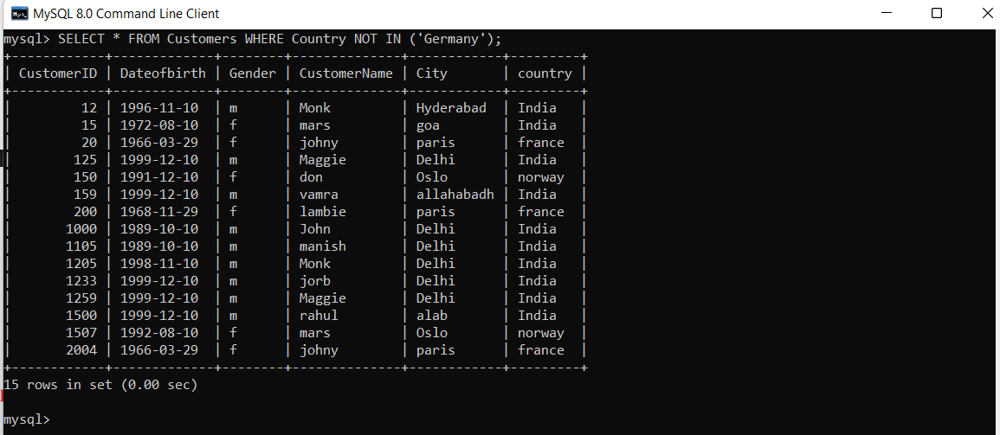 MySQL 8.0 Command Line Client
mysql> SELECT * FROM Customers WHERE Country NOT IN ('Germany');
+------------+-------------+--------+--------------+------------+---------+
| CustomerID | Dateofbirth | Gender | CustomerName | City       | country |
+------------+-------------+--------+--------------+------------+---------+
|         12 | 1996-11-10  | m      | Monk         | Hyderabad  | India   |
|         15 | 1972-08-10  | f      | mars         | goa        | India   |
|         20 | 1966-03-29  | f      | johny        | paris      | france  |
|        125 | 1999-12-10  | m      | Maggie       | Delhi      | India   |
|        150 | 1991-12-10  | f      | don          | Oslo       | norway  |
|        159 | 1999-12-10  | m      | vamra        | allahabadh | India   |
|        200 | 1968-11-29  | f      | lambie       | paris      | france  |
|       1000 | 1989-10-10  | m      | John         | Delhi      | India   |
|       1105 | 1989-10-10  | m      | manish       | Delhi      | India   |
|       1205 | 1998-11-10  | m      | Monk         | Delhi      | India   |
|       1233 | 1999-12-10  | m      | jorb         | Delhi      | India   |
|       1259 | 1999-12-10  | m      | Maggie       | Delhi      | India   |
|       1500 | 1999-12-10  | m      | rahul        | alab       | India   |
|       1507 | 1992-08-10  | f      | mars         | Oslo       | norway  |
|       2004 | 1966-03-29  | f      | johny        | paris      | france  |
+------------+-------------+--------+--------------+------------+---------+
15 rows in set (0.00 sec)
mysql>